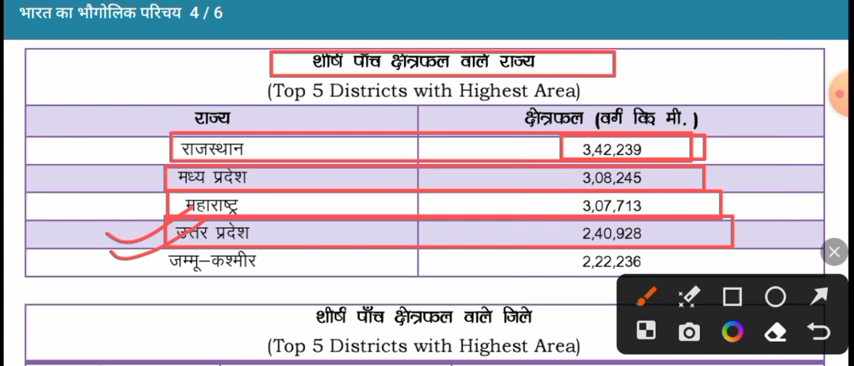 भारत का भौगोलिक परिचय 4 / 6
शीर्ष पाँच क्षेत्रफल वाले राज्य
(Top 5 Districts with Highest Area)
राज्य क्षेत्रफल (वर्ग कि. मी.)
राजस्थान 3,42,239
मध्य प्रदेश 3,08,245
महाराष्ट्र 3,07,713
उत्तर प्रदेश 2,40,928
जम्मू–कश्मीर 2,22,236
शीर्ष पाँच क्षेत्रफल वाले जिले
(Top 5 Districts with Highest Area)